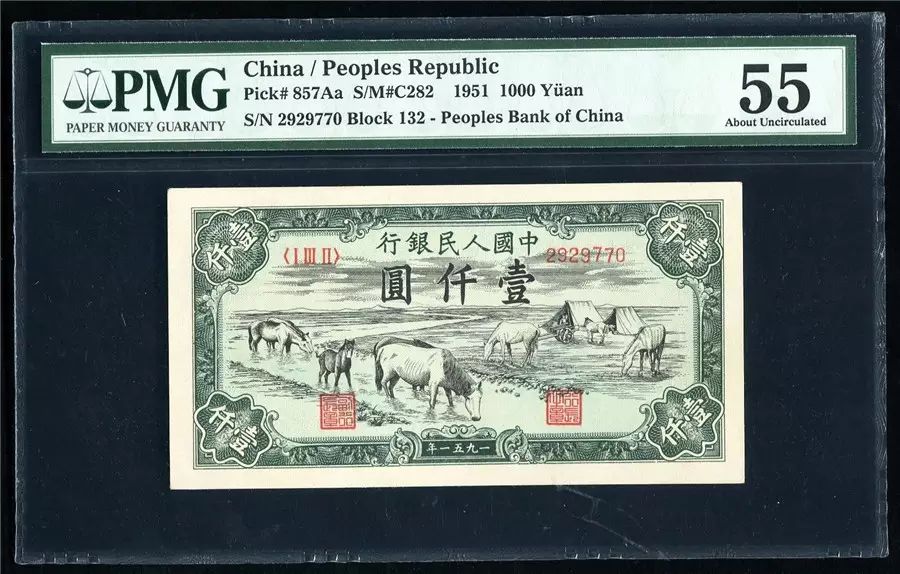 PMG
PAPER MONEY GUARANTY
China / Peoples Republic
Pick# 857Aa S/M#C282 1951 1000 Yüan
S/N 2929770 Block 132 - Peoples Bank of China
55
About Uncirculated
壹仟
壹仟
行銀民人國中
〈I III II〉
2929770
圓仟壹
壹仟
壹仟
年一五九一